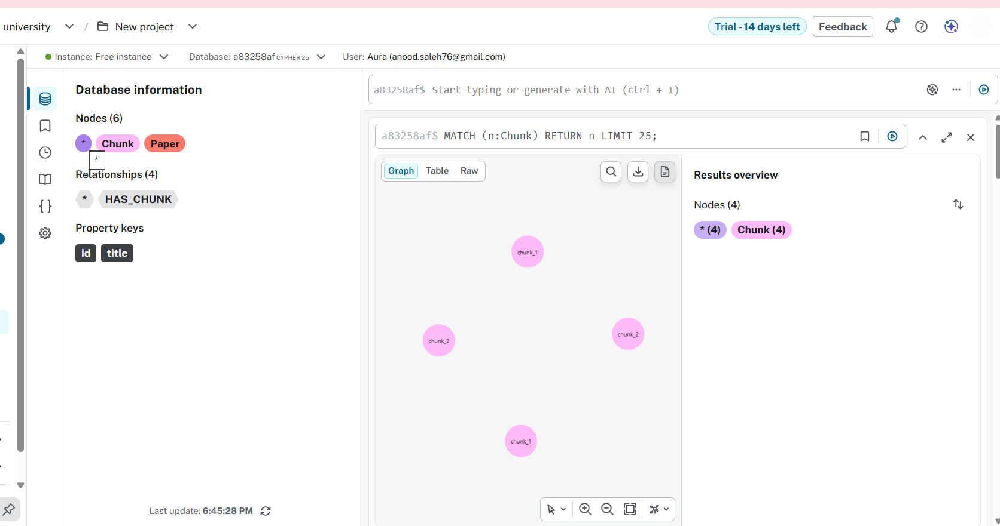 university / New project
Trial - 14 days left
Feedback
Instance: Free instance
Database: a83258af CYPHER 25
User: Aura (anood.saleh76@gmail.com)
Database information
Nodes (6)
* Chunk Paper
*
Relationships (4)
* HAS_CHUNK
Property keys
id title
Last update: 6:45:28 PM
a83258af$ Start typing or generate with AI (ctrl + I)
a83258af$ MATCH (n:Chunk) RETURN n LIMIT 25;
Graph Table Raw
chunk_1
chunk_2
chunk_2
chunk_1
Results overview
Nodes (4)
* (4) Chunk (4)